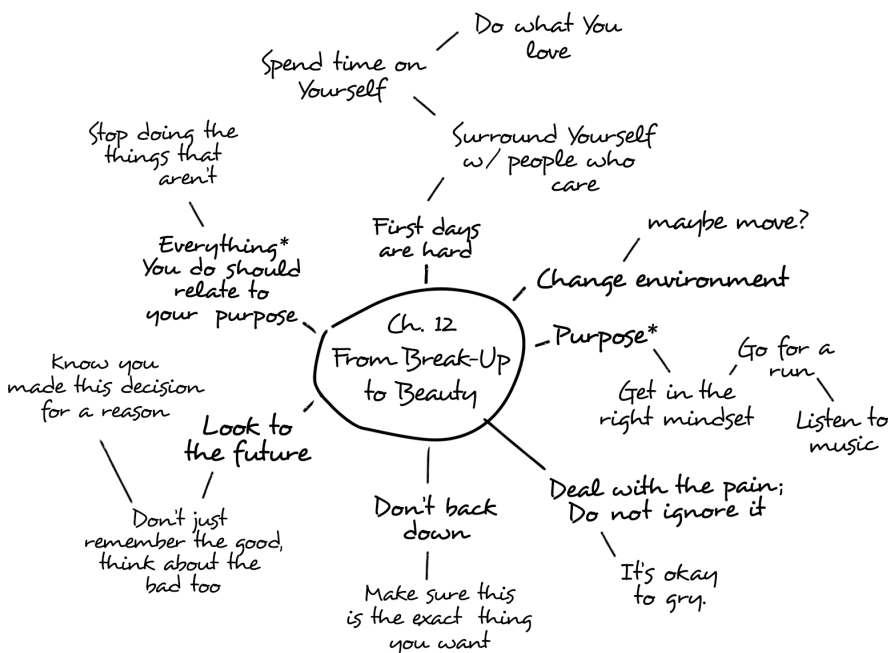 Do what You
love
Spend time on
Yourself
Surround Yourself
w/ people who
care
First days
are hard
Stop doing the
things that
aren't
Everything*
You do should
relate to
your purpose
maybe move?
Change environment
Ch. 12
From Break-Up
to Beauty
Purpose*
Get in the
right mindset
Go for a
run
Listen to
music
Know you
made this decision
for a reason
Look to
the future
Don't just
remember the good,
think about the
bad too
Don't back
down
Make sure this
is the exact thing
you want
Deal with the pain;
Do not ignore it
It's okay
to gry.